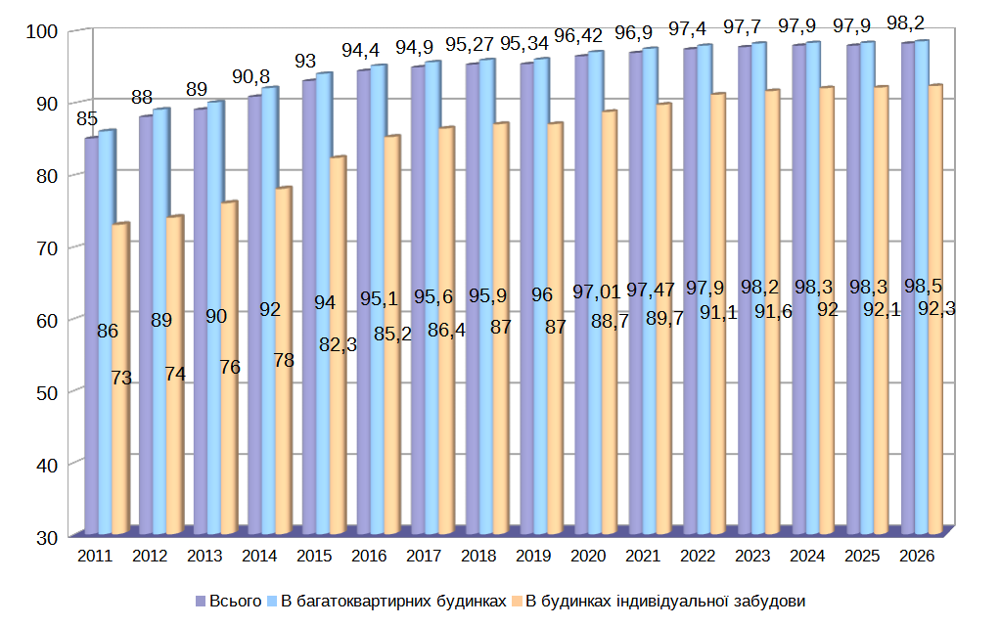 100
90
80
70
60
50
40
30
85 88 89 90,8 93 94,4 94,9 95,27 95,34 96,42 96,9 97,4 97,7 97,9 97,9 98,2
86 89 90 92 94 95,1 95,6 95,9 96 97,01 97,47 97,9 98,2 98,3 98,3 98,5
73 74 76 78 82,3 85,2 86,4 87 87 88,7 89,7 91,1 91,6 92 92,1 92,3
2011 2012 2013 2014 2015 2016 2017 2018 2019 2020 2021 2022 2023 2024 2025 2026
Всього В багатоквартирних будинках В будинках індивідуальної забудови